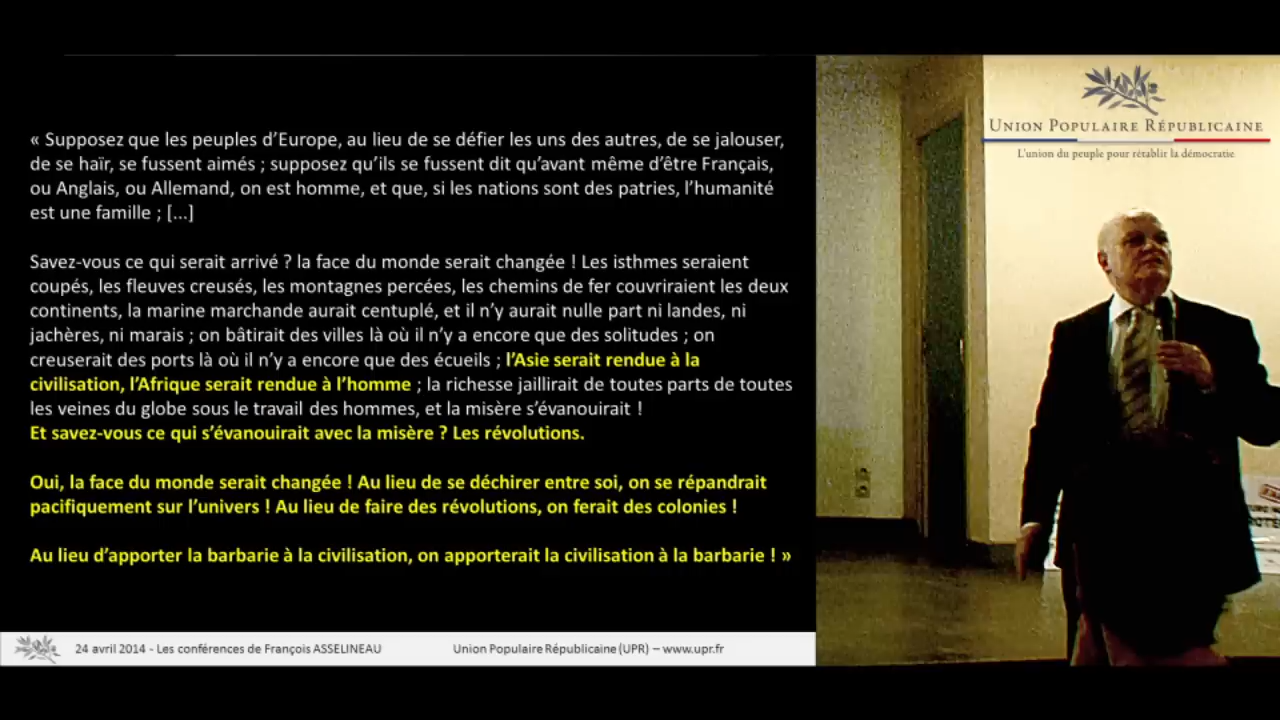 « Supposez que les peuples d’Europe, au lieu de se défier les uns des autres, de se jalouser,
de se haïr, se fussent aimés ; supposez qu’ils se fussent dit qu’avant même d’être Français,
ou Anglais, ou Allemand, on est homme, et que, si les nations sont des patries, l’humanité
est une famille ; [...]
Savez-vous ce qui serait arrivé ? la face du monde serait changée ! Les isthmes seraient
coupés, les fleuves creusés, les montagnes percées, les chemins de fer couvriraient les deux
continents, la marine marchande aurait centuplé, et il n’y aurait nulle part ni landes, ni
jachères, ni marais ; on bâtirait des villes là où il n’y a encore que des solitudes ; on
creuserait des ports là où il n’y a encore que des écueils ; l’Asie serait rendue à la
civilisation, l’Afrique serait rendue à l’homme ; la richesse jaillirait de toutes parts de toutes
les veines du globe sous le travail des hommes, et la misère s’évanouirait !
Et savez-vous ce qui s’évanouirait avec la misère ? Les révolutions.
Oui, la face du monde serait changée ! Au lieu de se déchirer entre soi, on se répandrait
pacifiquement sur l’univers ! Au lieu de faire des révolutions, on ferait des colonies !
Au lieu d’apporter la barbarie à la civilisation, on apporterait la civilisation à la barbarie ! »
24 avril 2014 - Les conférences de François ASSELINEAU
Union Populaire Républicaine (UPR) – www.upr.fr
UNION POPULAIRE RÉPUBLICAINE
L'union du peuple pour rétablir la démocratie